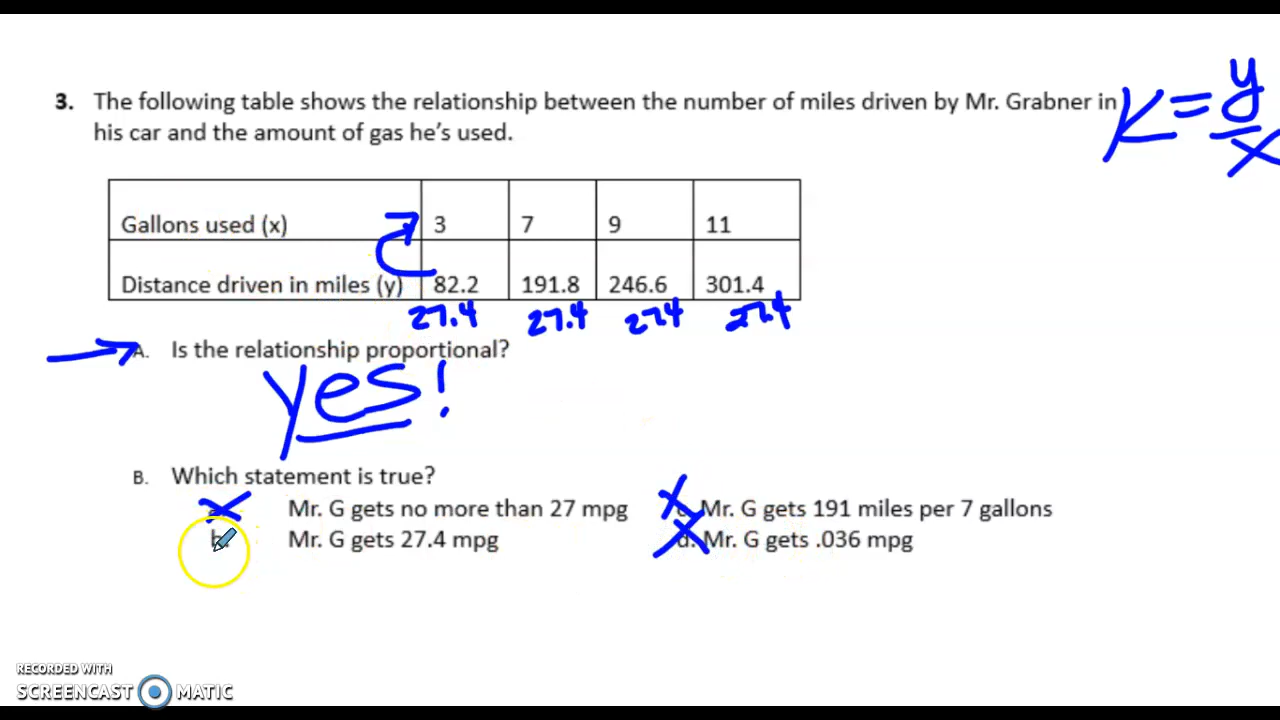 3. The following table shows the relationship between the number of miles driven by Mr. Grabner in
his car and the amount of gas he's used.
K = y/x
Gallons used (x) 3 7 9 11
Distance driven in miles (y) 82.2 191.8 246.6 301.4
27.4 27.4 27.4 27.4
A. Is the relationship proportional?
yes!
B. Which statement is true?
Mr. G gets no more than 27 mpg Mr. G gets 191 miles per 7 gallons
b. Mr. G gets 27.4 mpg d. Mr. G gets .036 mpg
RECORDED WITH
SCREENCAST MATIC